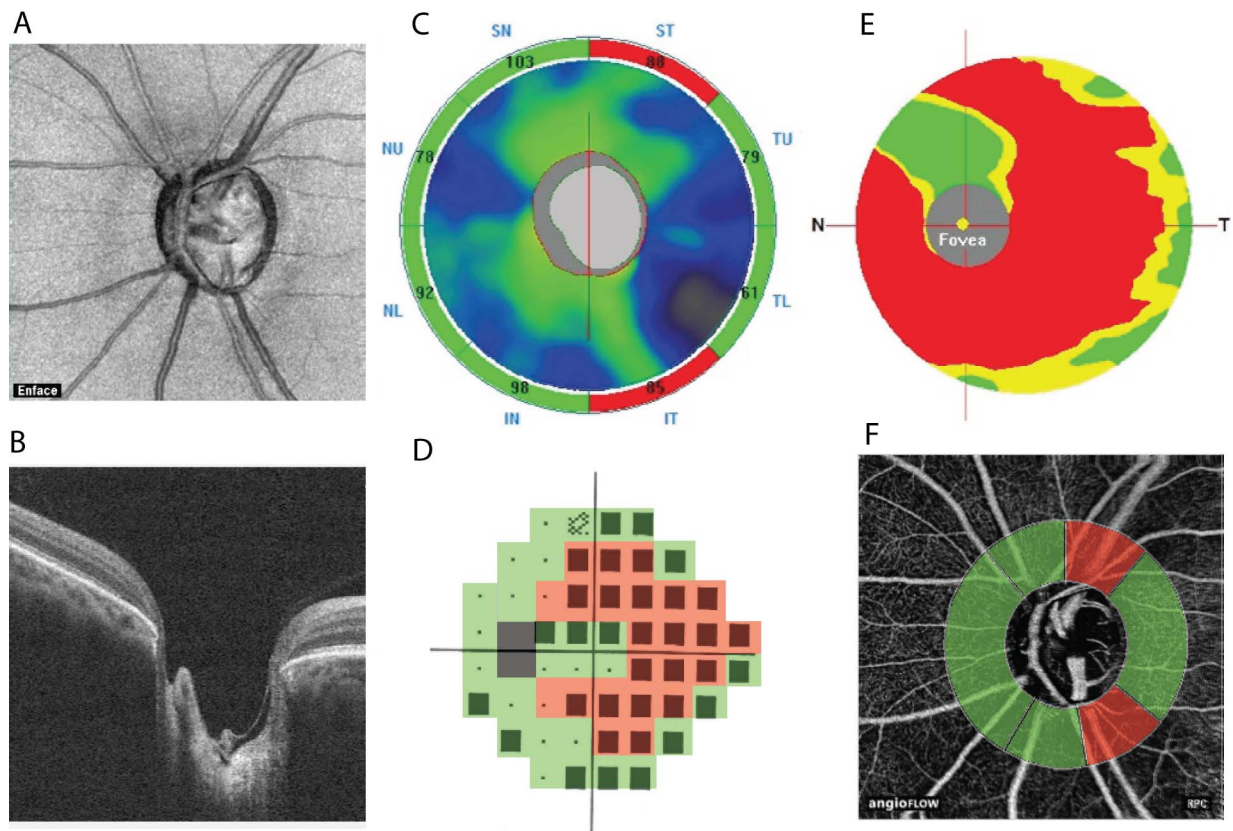 A
Enface
B
C
SN
ST
103
88
NU
78
TU
79
NL
92
TL
61
98
85
IN
IT
D
E
N
T
Fovea
F
angioFLOW
RPC